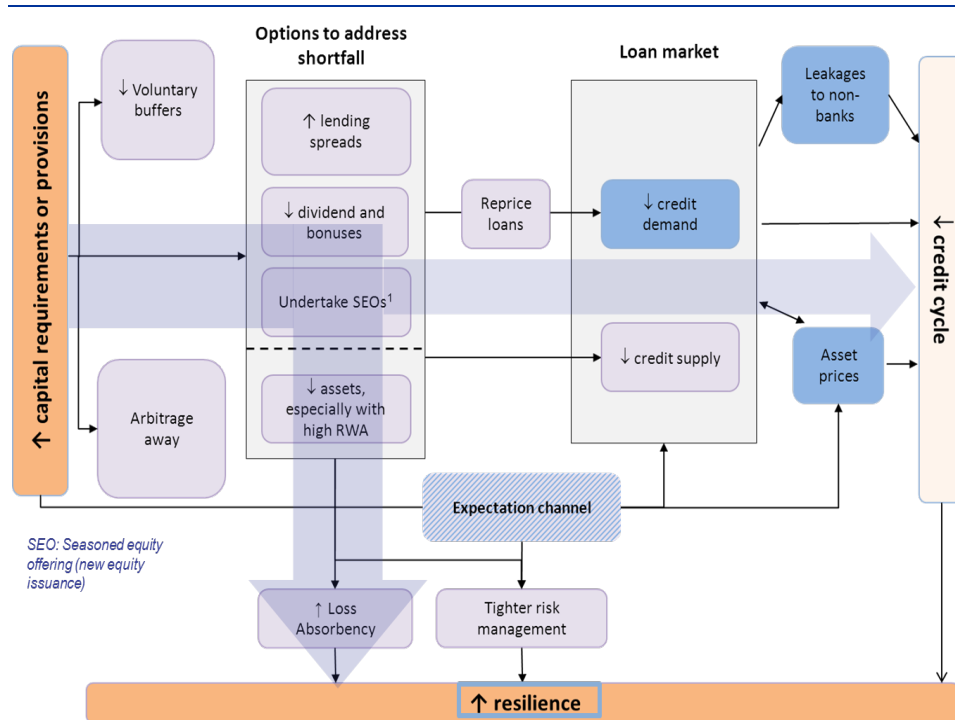 Options to address
shortfall
Loan market
↑ capital requirements or provisions
↓ Voluntary
buffers
↑ lending
spreads
↓ dividend and
bonuses
Undertake SEOs¹
↓ assets,
especially with
high RWA
Arbitrage
away
Reprice
loans
↓ credit
demand
↓ credit supply
Leakages
to non-
banks
Asset
prices
↓ credit cycle
Expectation channel
SEO: Seasoned equity
offering (new equity
issuance)
↑ Loss
Absorbency
Tighter risk
management
↑ resilience